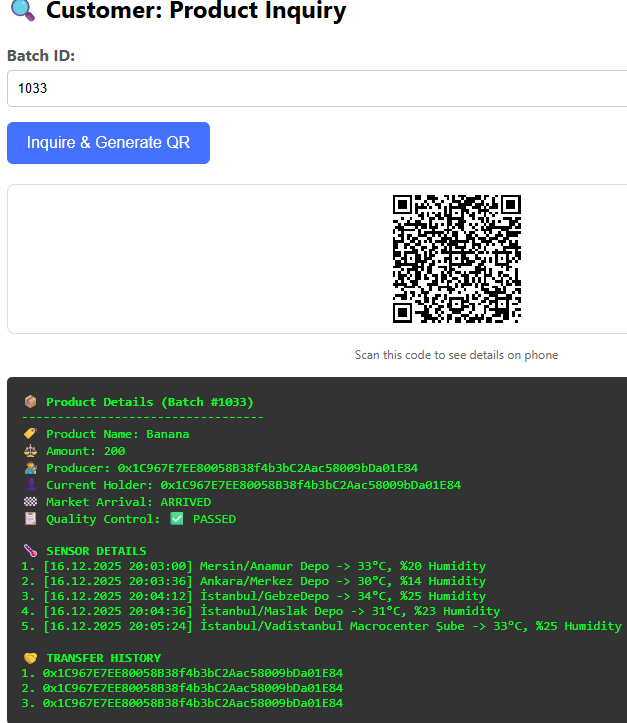 🔍 Customer: Product Inquiry
Batch ID:
1033
Inquire & Generate QR
Scan this code to see details on phone
📦 Product Details (Batch #1033)
----------------------------------
🏷️ Product Name: Banana
⚖️ Amount: 200
👨‍🌾 Producer: 0x1C967E7EE80058B38f4b3bC2Aac58009bDa01E84
👤 Current Holder: 0x1C967E7EE80058B38f4b3bC2Aac58009bDa01E84
🏁 Market Arrival: ARRIVED
📋 Quality Control: ✅ PASSED
🌡️ SENSOR DETAILS
1. [16.12.2025 20:03:00] Mersin/Anamur Depo -> 33°C, %20 Humidity
2. [16.12.2025 20:03:36] Ankara/Merkez Depo -> 30°C, %14 Humidity
3. [16.12.2025 20:04:12] İstanbul/GebzeDepo -> 34°C, %25 Humidity
4. [16.12.2025 20:04:36] İstanbul/Maslak Depo -> 31°C, %23 Humidity
5. [16.12.2025 20:05:24] İstanbul/Vadistanbul Macrocenter Şube -> 33°C, %25 Humidity
🤝 TRANSFER HISTORY
1. 0x1C967E7EE80058B38f4b3bC2Aac58009bDa01E84
2. 0x1C967E7EE80058B38f4b3bC2Aac58009bDa01E84
3. 0x1C967E7EE80058B38f4b3bC2Aac58009bDa01E84